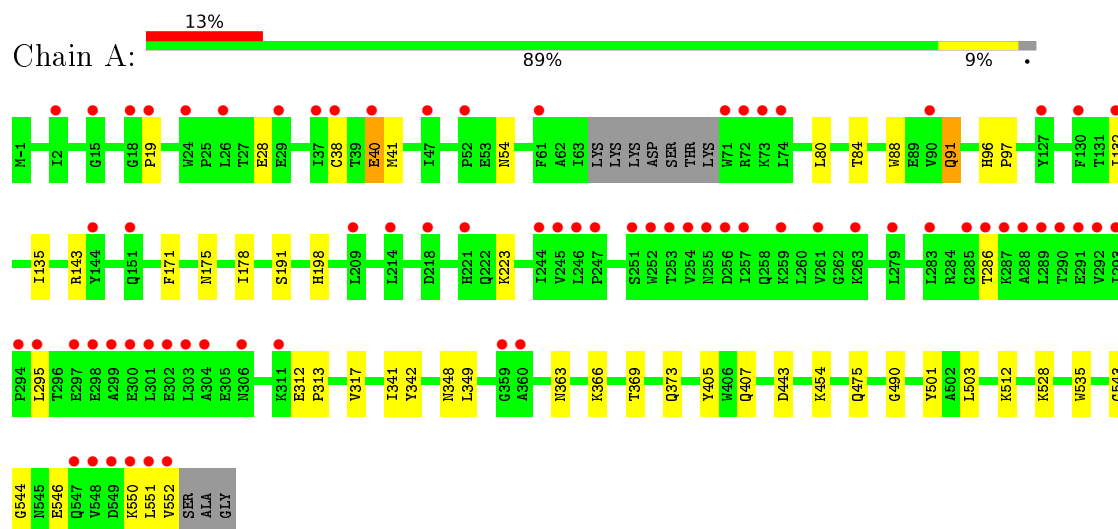 13%
Chain A:
89% 9% •
M-1 I2 G15 G18 P19 W24 P25 L26 T27 E28 E29 I37 C38 T39 E40 M41 I47 P52 E53 N54 F61 A62 I63 LYS LYS LYS ASP SER THR LYS W71 R72 K73 L74 L80 T84 W88 E89 V90 Q91 H96 P97 Y127 F130 T131 I132
I135 R143 Y144 Q151 F171 N175 I178 S191 H198 L209 L214 D218 H221 Q222 K223 I244 V245 L246 P247 S251 W252 T253 V254 N255 D256 I257 Q258 K259 L260 V261 G262 K263 L279 L283 R284 G285 T286 K287 A288 L289 T290 E291 V292
P294 L295 T296 E297 E298 A299 E300 L301 E302 L303 A304 E305 N306 K311 E312 P313 V317 I341 Y342 N348 L349 G359 A360 N363 K366 T369 Q373 Y405 W406 Q407 D443 K454 Q475 G490 Y501 A502 L503 K512 K528 W535 G543
G544 N545 E546 Q547 V548 D549 K550 L551 V552 SER ALA GLY